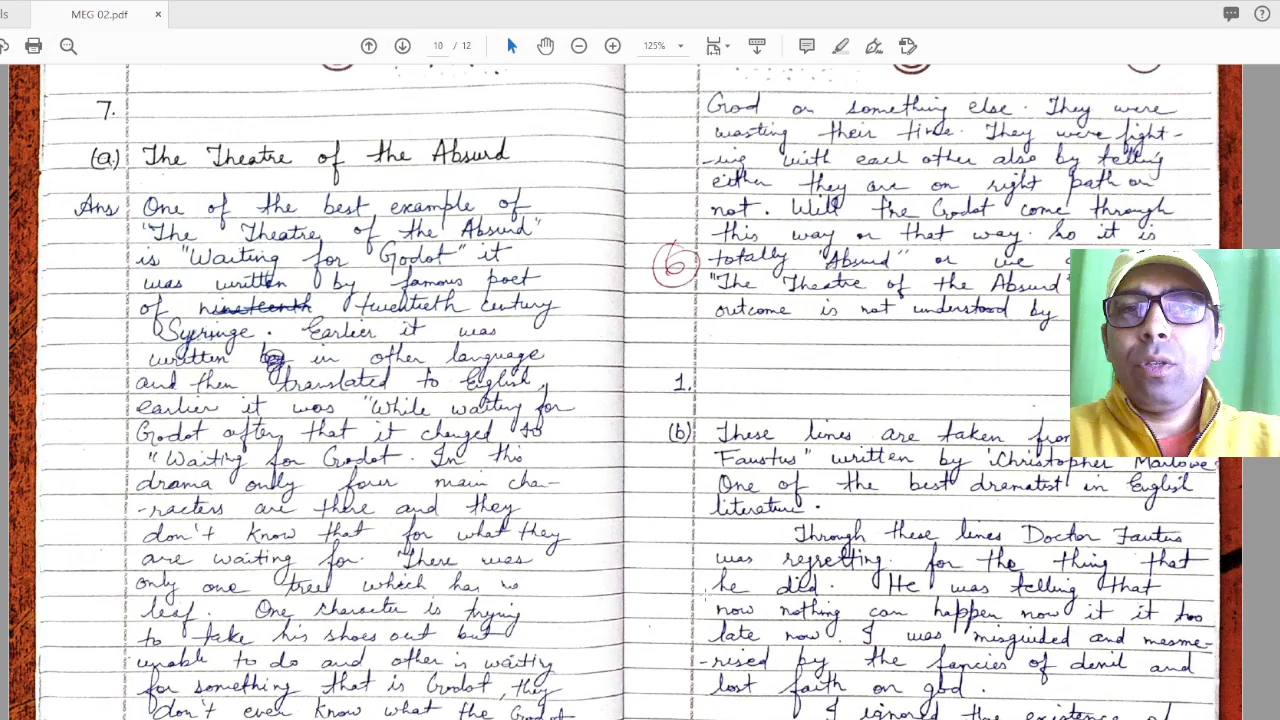 ls
MEG 02.pdf
×
10 / 12
125%
7.
(a.) The Theatre of the Absurd
Ans One of the best example of
"The Theatre of the Absurd"
is "Waiting for Godot" it
was written by famous poet
of nineteenth twentieth century
Syringe. Earlier it was
written in other language
and then translated to English,
earlier it was "While waiting for
Godot after that it changed to
"Waiting for Godot. In this
drama only four main cha-
-racters are there and they
don't know that for what they
are waiting for. There was
only one tree which has no
leaf. One character is trying
to take his shoes out but
unable to do and other is waiting
for something that is Godot, they
don't ever know what the Godot
God or something else. They were
wasting their time. They were fight-
-ing with each other also by telling
either they are on right path or
not. Will the Godot come through
this way or that way. So it is
6 totally "Absurd" or we
"The Theatre of the Absurd"
outcome is not understood by
1.
(b) These lines are taken from
Faustus" written by 'Christopher Marlowe'
One of the best dramatist in English
literature.
Through these lines Doctor Faustus
was regretting for the thing that
he did. He was telling that
now nothing can happen now it it too
late now. I was misguided and mesme-
-rised by the fancies of devil and
lost faith on god.
I ignored the existence of